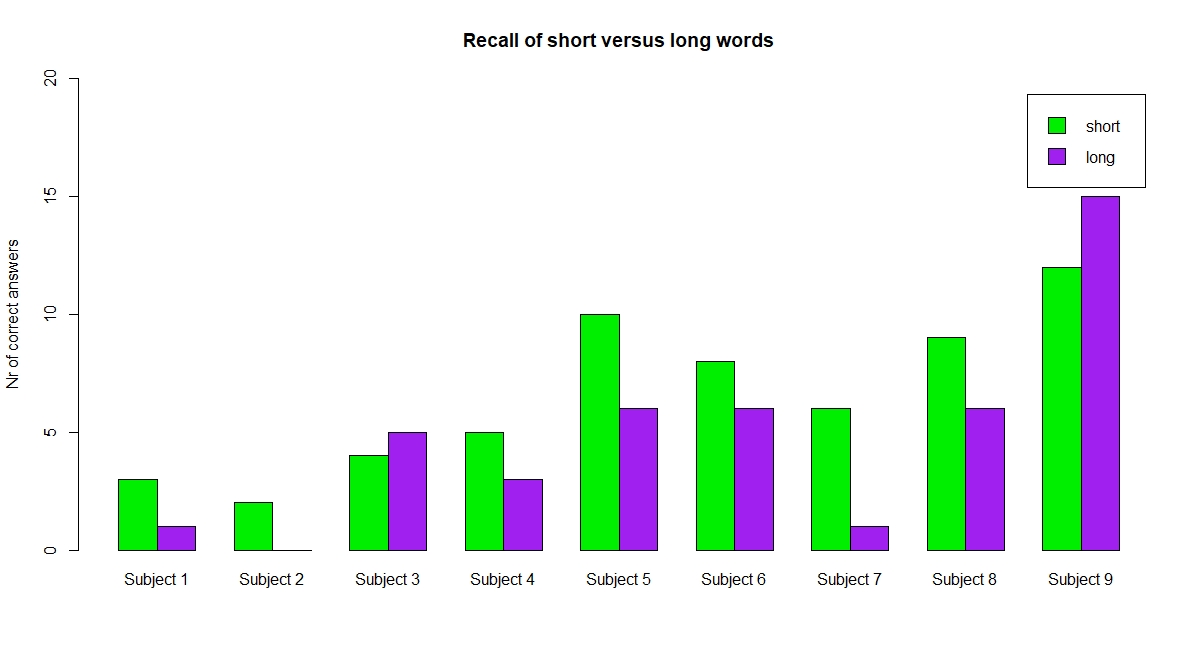 Recall of short versus long words
Nr of correct answers
20
15
10
5
0
short
long
Subject 1
Subject 2
Subject 3
Subject 4
Subject 5
Subject 6
Subject 7
Subject 8
Subject 9